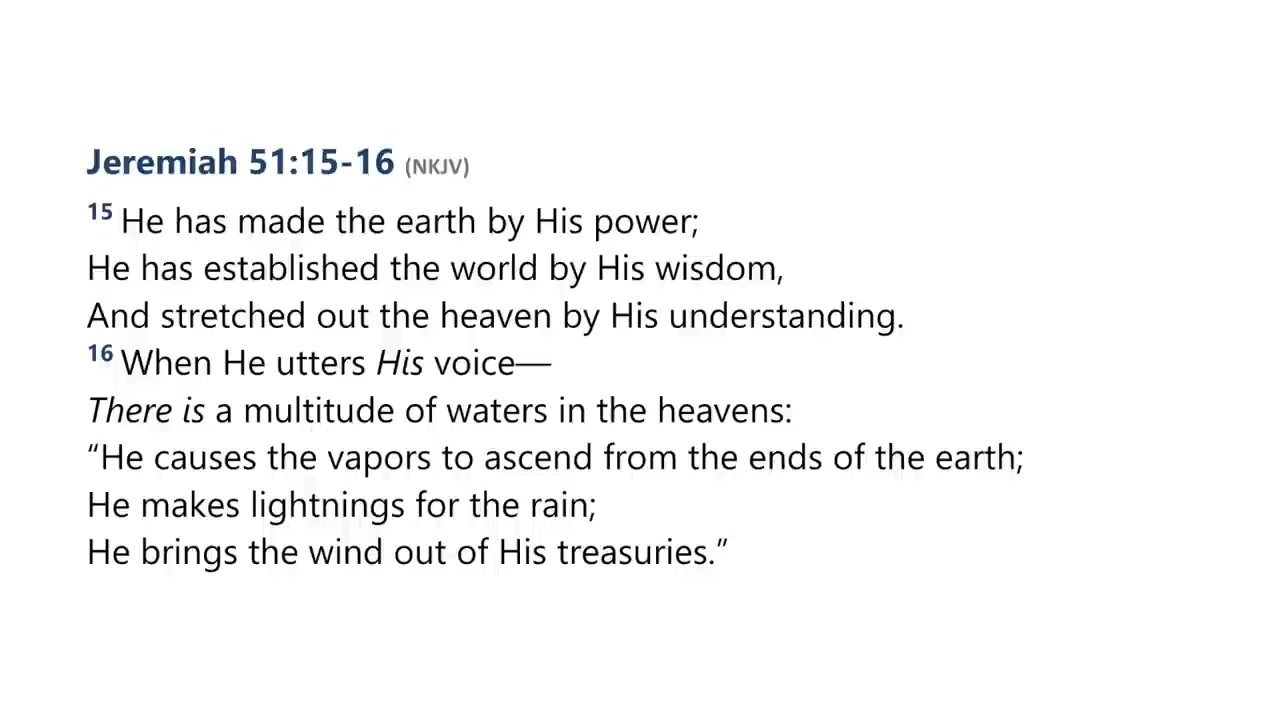 Jeremiah 51:15-16 (NKJV)
15 He has made the earth by His power;
He has established the world by His wisdom,
And stretched out the heaven by His understanding.
16 When He utters His voice—
There is a multitude of waters in the heavens:
“He causes the vapors to ascend from the ends of the earth;
He makes lightnings for the rain;
He brings the wind out of His treasuries.”